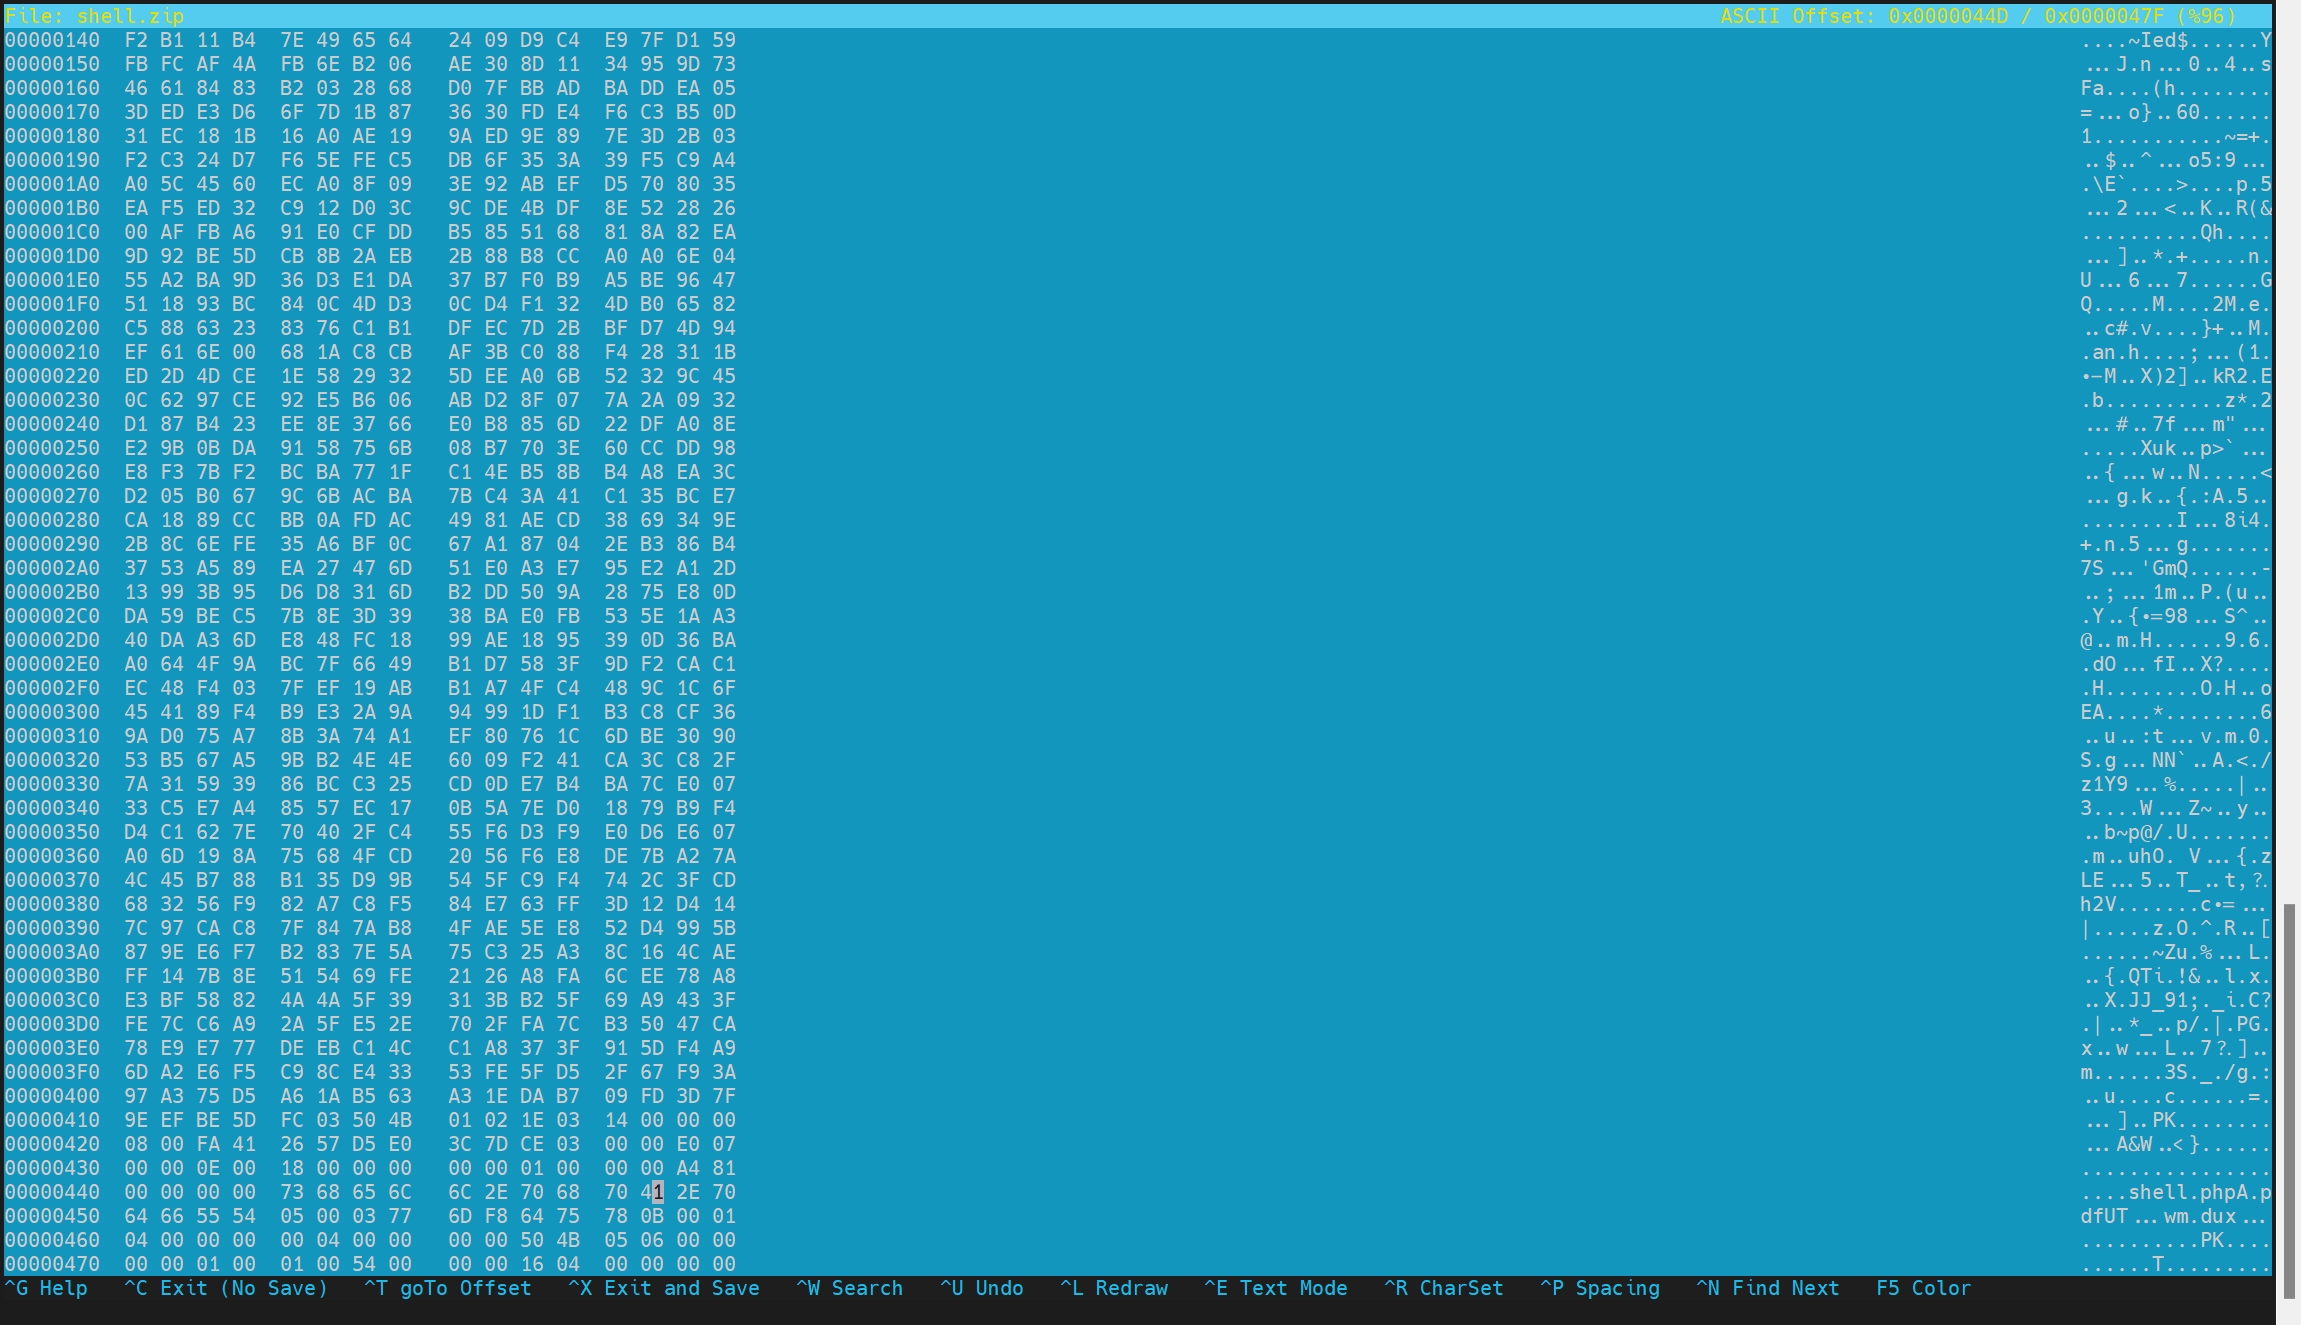 File: shell.zip ASCII Offset: 0x0000044D / 0x0000047F (%96)
00000140 F2 B1 11 B4 7E 49 65 64 24 09 D9 C4 E9 7F D1 59 ....~Ied$......Y
00000150 FB FC AF 4A FB 6E B2 06 AE 30 8D 11 34 95 9D 73 ...J.n...0..4..s
00000160 46 61 84 83 B2 03 28 68 D0 7F BB AD BA DD EA 05 Fa....(h........
00000170 3D ED E3 D6 6F 7D 1B 87 36 30 FD E4 F6 C3 B5 0D =...o}..60......
00000180 31 EC 18 1B 16 A0 AE 19 9A ED 9E 89 7E 3D 2B 03 1...........~=+.
00000190 F2 C3 24 D7 F6 5E FE C5 DB 6F 35 3A 39 F5 C9 A4 ..$..^...o5:9...
000001A0 A0 5C 45 60 EC A0 8F 09 3E 92 AB EF D5 70 80 35 .\E`....>....p.5
000001B0 EA F5 ED 32 C9 12 D0 3C 9C DE 4B DF 8E 52 28 26 ...2...<..K..R(&
000001C0 00 AF FB A6 91 E0 CF DD B5 85 51 68 81 8A 82 EA ..........Qh....
000001D0 9D 92 BE 5D CB 8B 2A EB 2B 88 B8 CC A0 A0 6E 04 ...]..*.+.....n.
000001E0 55 A2 BA 9D 36 D3 E1 DA 37 B7 F0 B9 A5 BE 96 47 U...6...7......G
000001F0 51 18 93 BC 84 0C 4D D3 0C D4 F1 32 4D B0 65 82 Q.....M....2M.e.
00000200 C5 88 63 23 83 76 C1 B1 DF EC 7D 2B BF D7 4D 94 ..c#.v....}+..M.
00000210 EF 61 6E 00 68 1A C8 CB AF 3B C0 88 F4 28 31 1B .an.h....;...(1.
00000220 ED 2D 4D CE 1E 58 29 32 5D EE A0 6B 52 32 9C 45 .-M..X)2]..kR2.E
00000230 0C 62 97 CE 92 E5 B6 06 AB D2 8F 07 7A 2A 09 32 .b..........z*.2
00000240 D1 87 B4 23 EE 8E 37 66 E0 B8 85 6D 22 DF A0 8E ...#..7f...m"...
00000250 E2 9B 0B DA 91 58 75 6B 08 B7 70 3E 60 CC DD 98 .....Xuk..p>`...
00000260 E8 F3 7B F2 BC BA 77 1F C1 4E B5 8B B4 A8 EA 3C ..{...w..N.....<
00000270 D2 05 B0 67 9C 6B AC BA 7B C4 3A 41 C1 35 BC E7 ...g.k..{.:A.5..
00000280 CA 18 89 CC BB 0A FD AC 49 81 AE CD 38 69 34 9E ........I...8i4.
00000290 2B 8C 6E FE 35 A6 BF 0C 67 A1 87 04 2E B3 86 B4 +.n.5...g.......
000002A0 37 53 A5 89 EA 27 47 6D 51 E0 A3 E7 95 E2 A1 2D 7S...'GmQ......-
000002B0 13 99 3B 95 D6 D8 31 6D B2 DD 50 9A 28 75 E8 0D ..;...1m..P.(u..
000002C0 DA 59 BE C5 7B 8E 3D 39 38 BA E0 FB 53 5E 1A A3 .Y..{.=98...S^..
000002D0 40 DA A3 6D E8 48 FC 18 99 AE 18 95 39 0D 36 BA @..m.H......9.6.
000002E0 A0 64 4F 9A BC 7F 66 49 B1 D7 58 3F 9D F2 CA C1 .dO...fI..X?....
000002F0 EC 48 F4 03 7F EF 19 AB B1 A7 4F C4 48 9C 1C 6F .H........O.H..o
00000300 45 41 89 F4 B9 E3 2A 9A 94 99 1D F1 B3 C8 CF 36 EA....*........6
00000310 9A D0 75 A7 8B 3A 74 A1 EF 80 76 1C 6D BE 30 90 ..u..:t...v.m.0.
00000320 53 B5 67 A5 9B B2 4E 4E 60 09 F2 41 CA 3C C8 2F S.g...NN`..A.<./
00000330 7A 31 59 39 86 BC C3 25 CD 0D E7 B4 BA 7C E0 07 z1Y9...%.....|..
00000340 33 C5 E7 A4 85 57 EC 17 0B 5A 7E D0 18 79 B9 F4 3....W...Z~..y..
00000350 D4 C1 62 7E 70 40 2F C4 55 F6 D3 F9 E0 D6 E6 07 ..b~p@/.U.......
00000360 A0 6D 19 8A 75 68 4F CD 20 56 F6 E8 DE 7B A2 7A .m..uhO. V...{.z
00000370 4C 45 B7 88 B1 35 D9 9B 54 5F C9 F4 74 2C 3F CD LE...5..T_..t,?.
00000380 68 32 56 F9 82 A7 C8 F5 84 E7 63 FF 3D 12 D4 14 h2V.......c.=...
00000390 7C 97 CA C8 7F 84 7A B8 4F AE 5E E8 52 D4 99 5B |.....z.O.^.R..[
000003A0 87 9E E6 F7 B2 83 7E 5A 75 C3 25 A3 8C 16 4C AE ......~Zu.%...L.
000003B0 FF 14 7B 8E 51 54 69 FE 21 26 A8 FA 6C EE 78 A8 ..{.QTi.!&..l.x.
000003C0 E3 BF 58 82 4A 4A 5F 39 31 3B B2 5F 69 A9 43 3F ..X.JJ_91;._i.C?
000003D0 FE 7C C6 A9 2A 5F E5 2E 70 2F FA 7C B3 50 47 CA .|..*_..p/.|.PG.
000003E0 78 E9 E7 77 DE EB C1 4C C1 A8 37 3F 91 5D F4 A9 x..w...L..7?.]..
000003F0 6D A2 E6 F5 C9 8C E4 33 53 FE 5F D5 2F 67 F9 3A m......3S._./g.:
00000400 97 A3 75 D5 A6 1A B5 63 A3 1E DA B7 09 FD 3D 7F ..u....c......=.
00000410 9E EF BE 5D FC 03 50 4B 01 02 1E 03 14 00 00 00 ...]..PK........
00000420 08 00 FA 41 26 57 D5 E0 3C 7D CE 03 00 00 E0 07 ...A&W..<}......
00000430 00 00 0E 00 18 00 00 00 00 00 01 00 00 00 A4 81 ................
00000440 00 00 00 00 73 68 65 6C 6C 2E 70 68 70 41 2E 70 ....shell.phpA.p
00000450 64 66 55 54 05 00 03 77 6D F8 64 75 78 0B 00 01 dfUT...wm.dux...
00000460 04 00 00 00 00 04 00 00 00 00 50 4B 05 06 00 00 ..........PK....
00000470 00 00 01 00 01 00 54 00 00 00 16 04 00 00 00 00 ......T.........
^G Help ^C Exit (No Save) ^T goTo Offset ^X Exit and Save ^W Search ^U Undo ^L Redraw ^E Text Mode ^R CharSet ^P Spacing ^N Find Next F5 Color